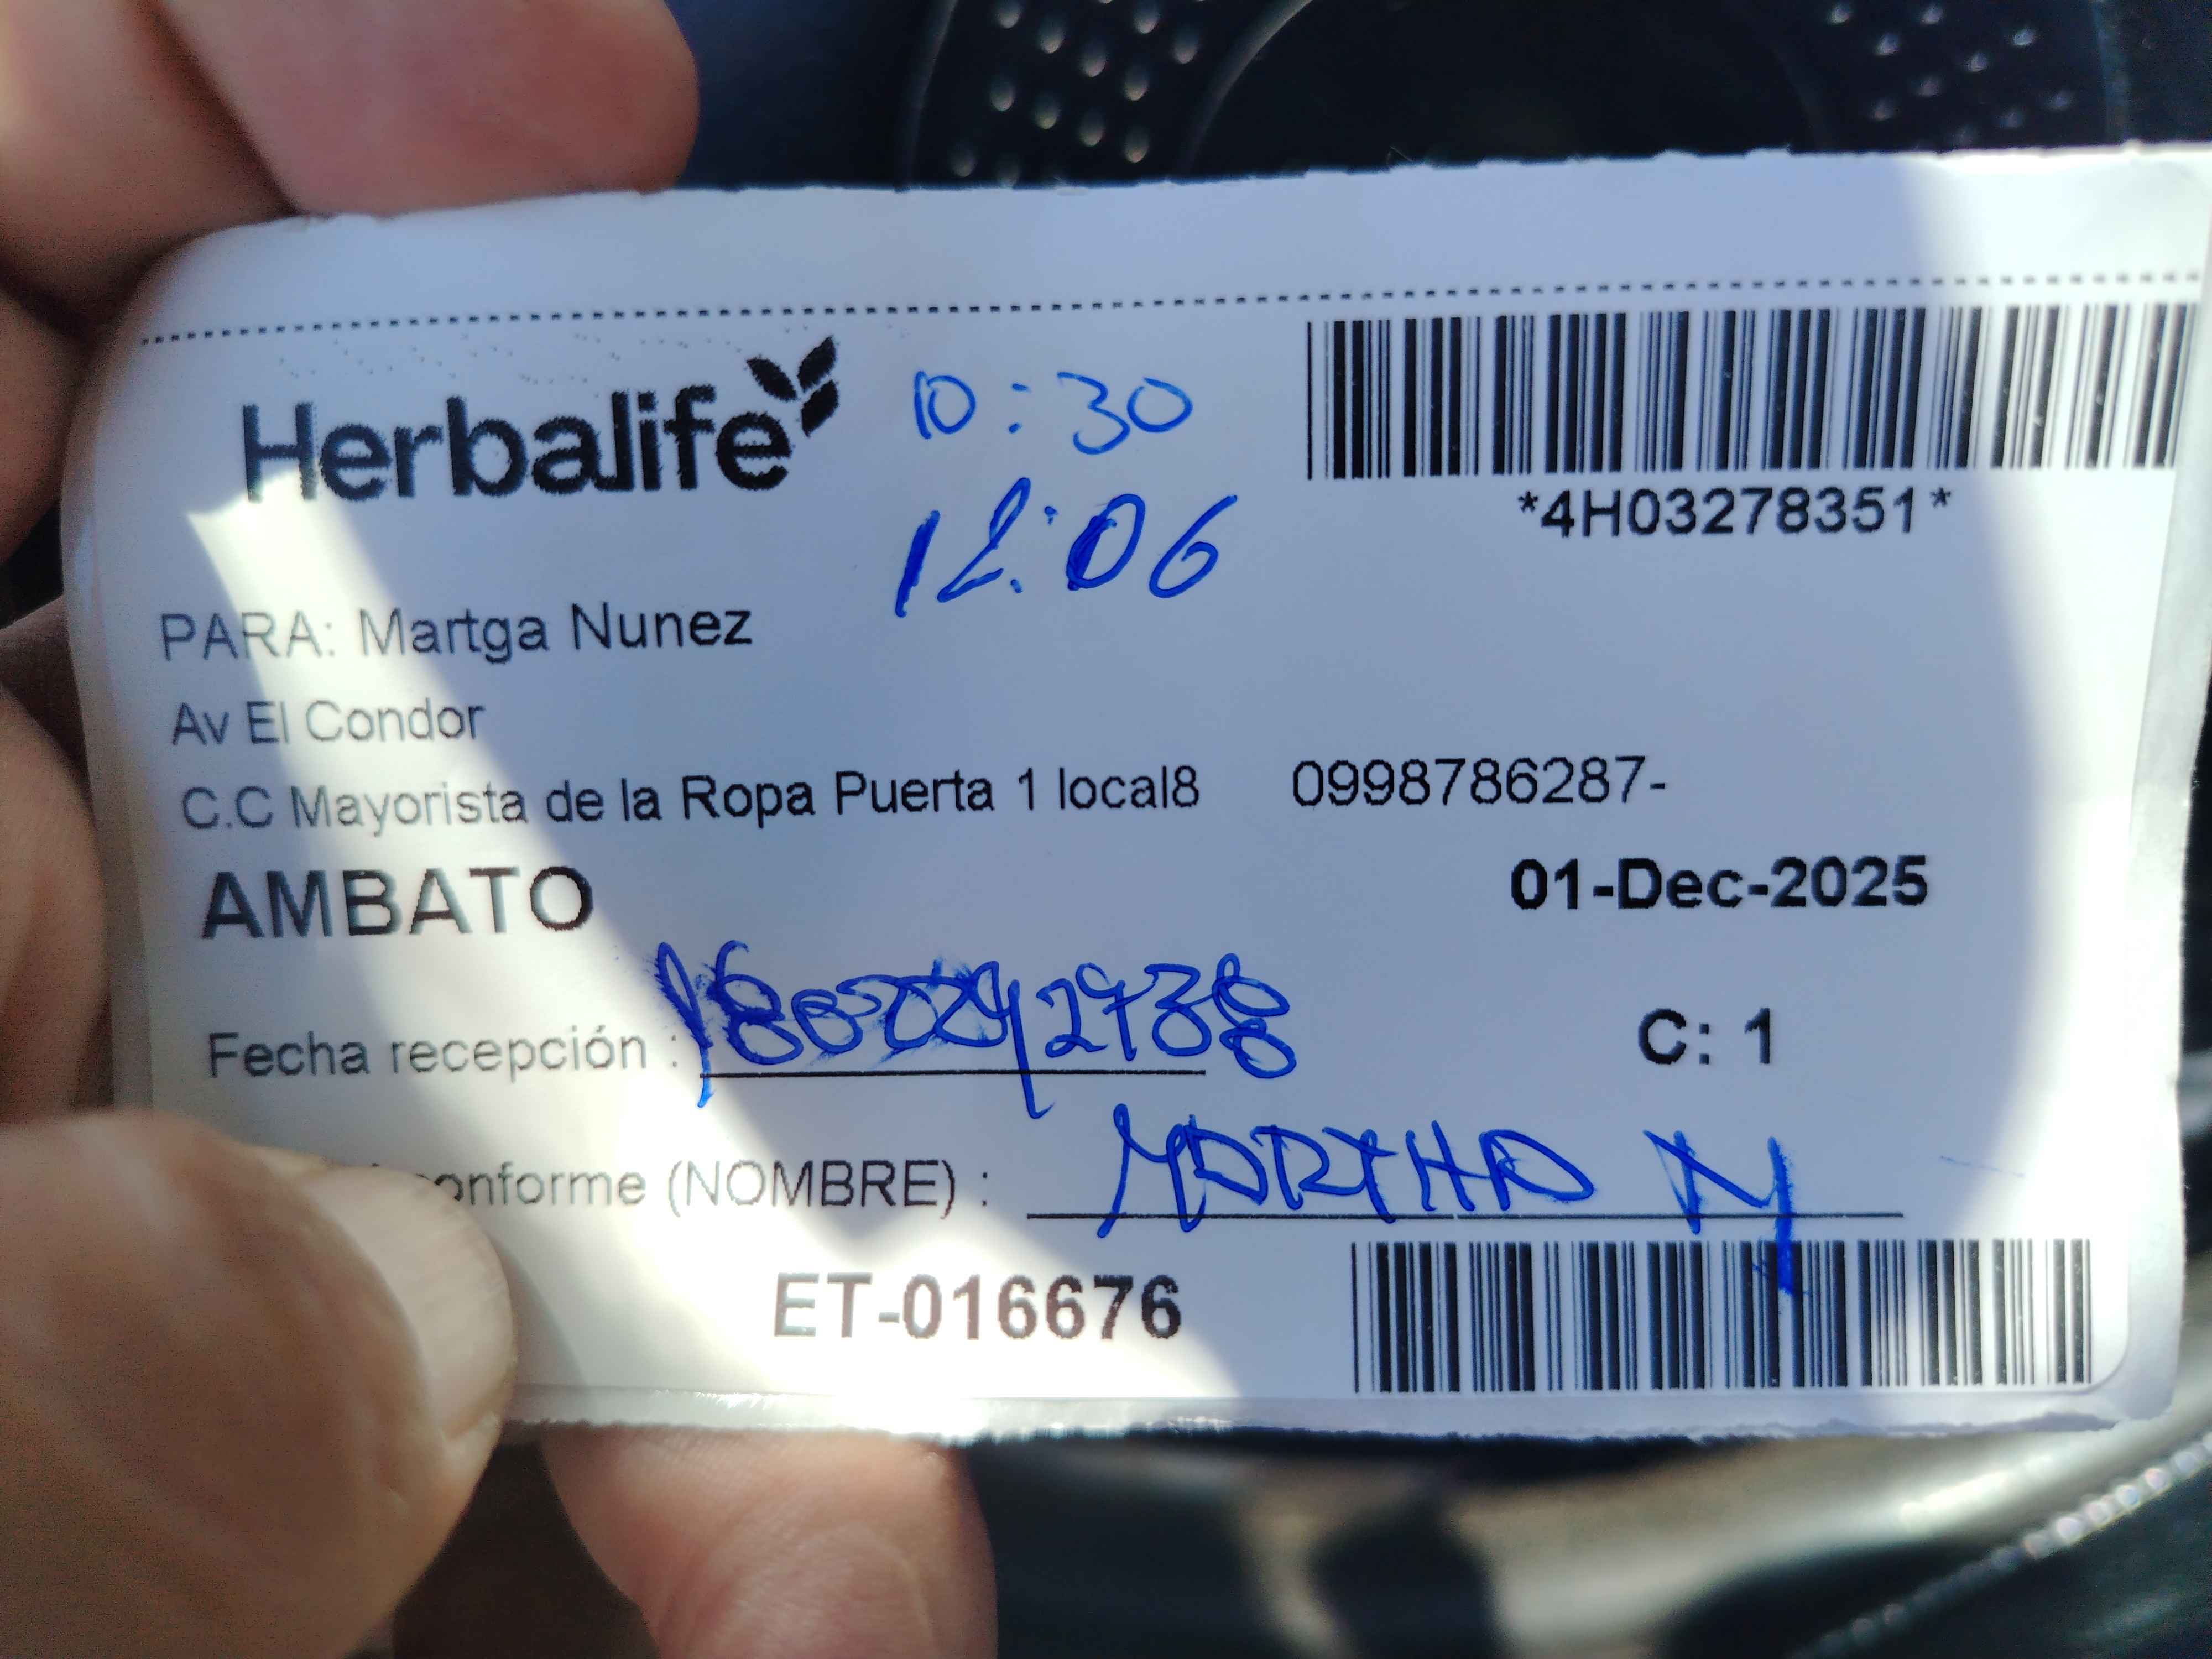 Herbalife
10:30
12:06
*4H03278351*
PARA: Martga Nunez
Av El Condor
C.C Mayorista de la Ropa Puerta 1 local8 0998786287-
AMBATO 01-Dec-2025
Fecha recepción :
C: 1
conforme (NOMBRE) : MARTHA N
ET-016676